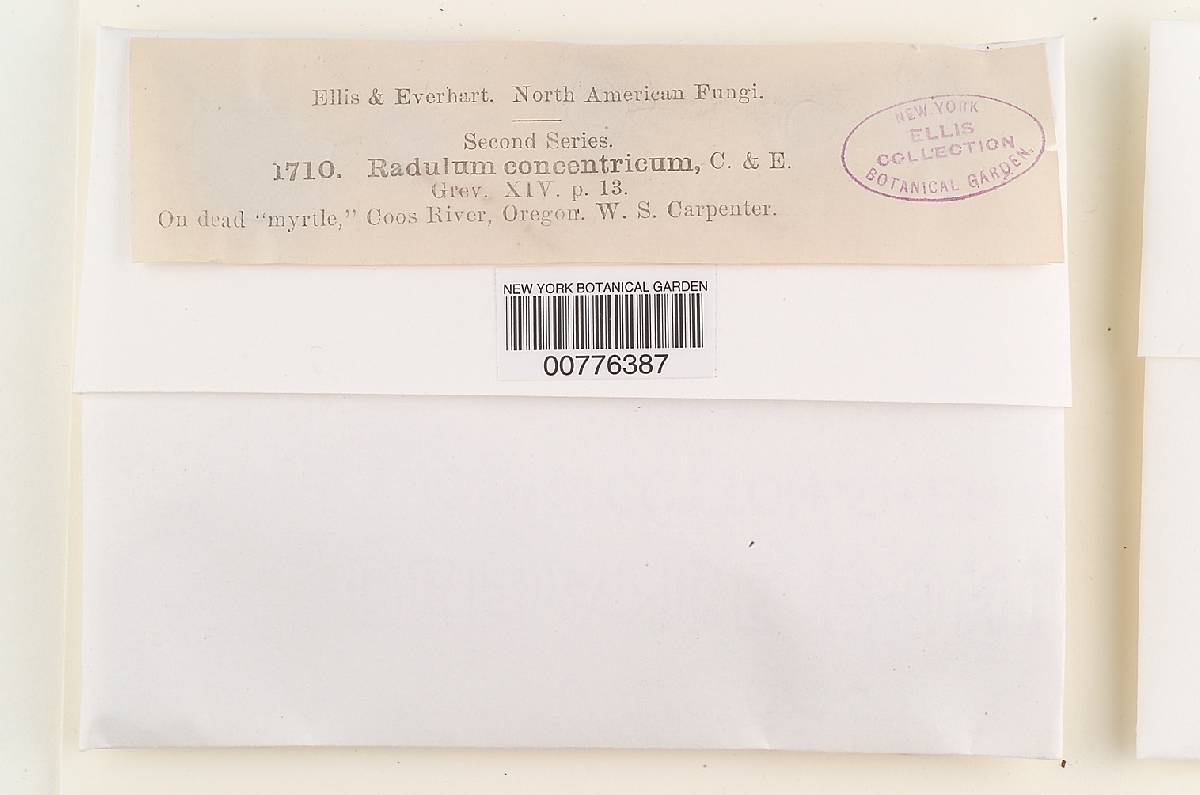 Ellis & Everhart. North American Fungi.
Second Series.
1710. Radulum concentricum, C. & E.
Grev. XIV. p. 13.
On dead "myrtle," Coos River, Oregon. W. S. Carpenter.
NEW YORK
ELLIS
COLLECTION
BOTANICAL GARDEN.
NEW YORK BOTANICAL GARDEN
00776387